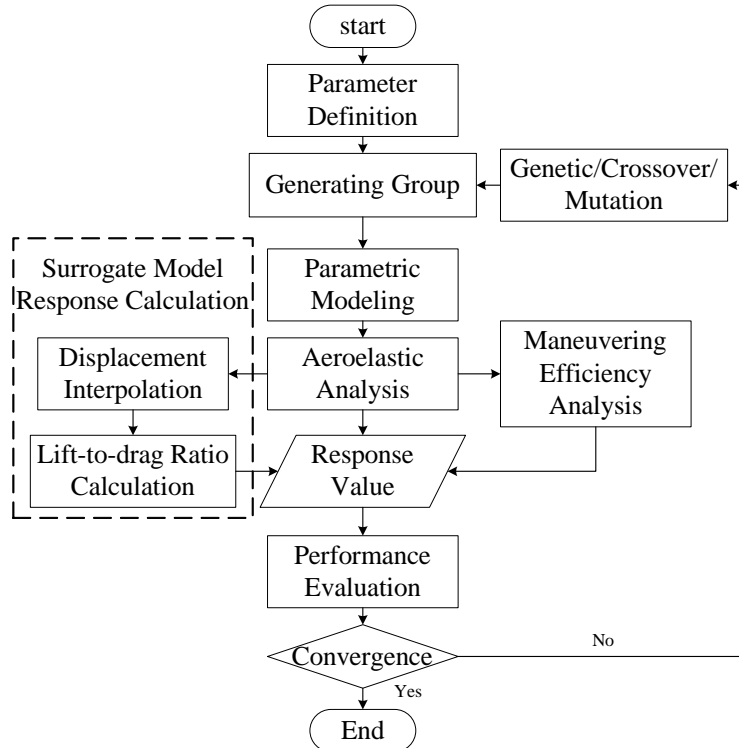 start
Parameter
Definition
Generating Group
Genetic/Crossover/
Mutation
Parametric
Modeling
Surrogate Model
Response Calculation
Displacement
Interpolation
Aeroelastic
Analysis
Maneuvering
Efficiency
Analysis
Lift-to-drag Ratio
Calculation
Response
Value
Performance
Evaluation
Convergence
No
Yes
End